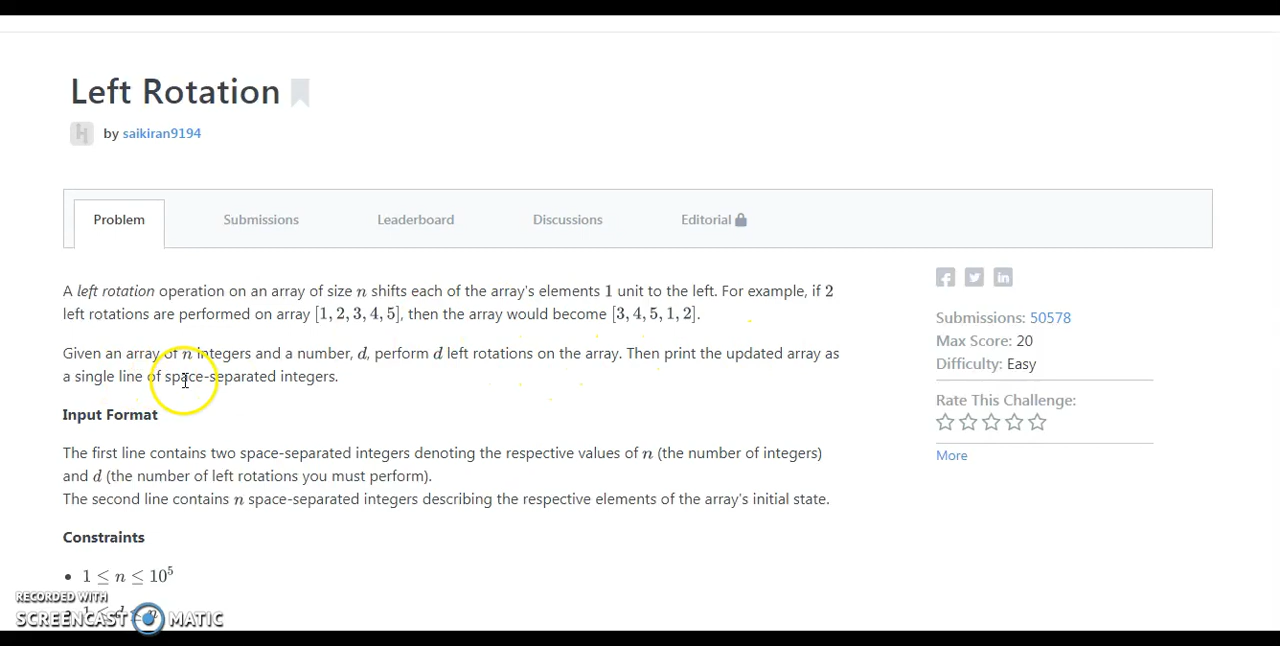 Left Rotation
by saikiran9194
Problem Submissions Leaderboard Discussions Editorial
A left rotation operation on an array of size n shifts each of the array's elements 1 unit to the left. For example, if 2
left rotations are performed on array [1, 2, 3, 4, 5], then the array would become [3, 4, 5, 1, 2].
Given an array of n integers and a number, d, perform d left rotations on the array. Then print the updated array as
a single line of space-separated integers.
Input Format
The first line contains two space-separated integers denoting the respective values of n (the number of integers)
and d (the number of left rotations you must perform).
The second line contains n space-separated integers describing the respective elements of the array's initial state.
Constraints
1 ≤ n ≤ 10⁵
Submissions: 50578
Max Score: 20
Difficulty: Easy
Rate This Challenge:
More
RECORDED WITH
SCREENCAST MATIC